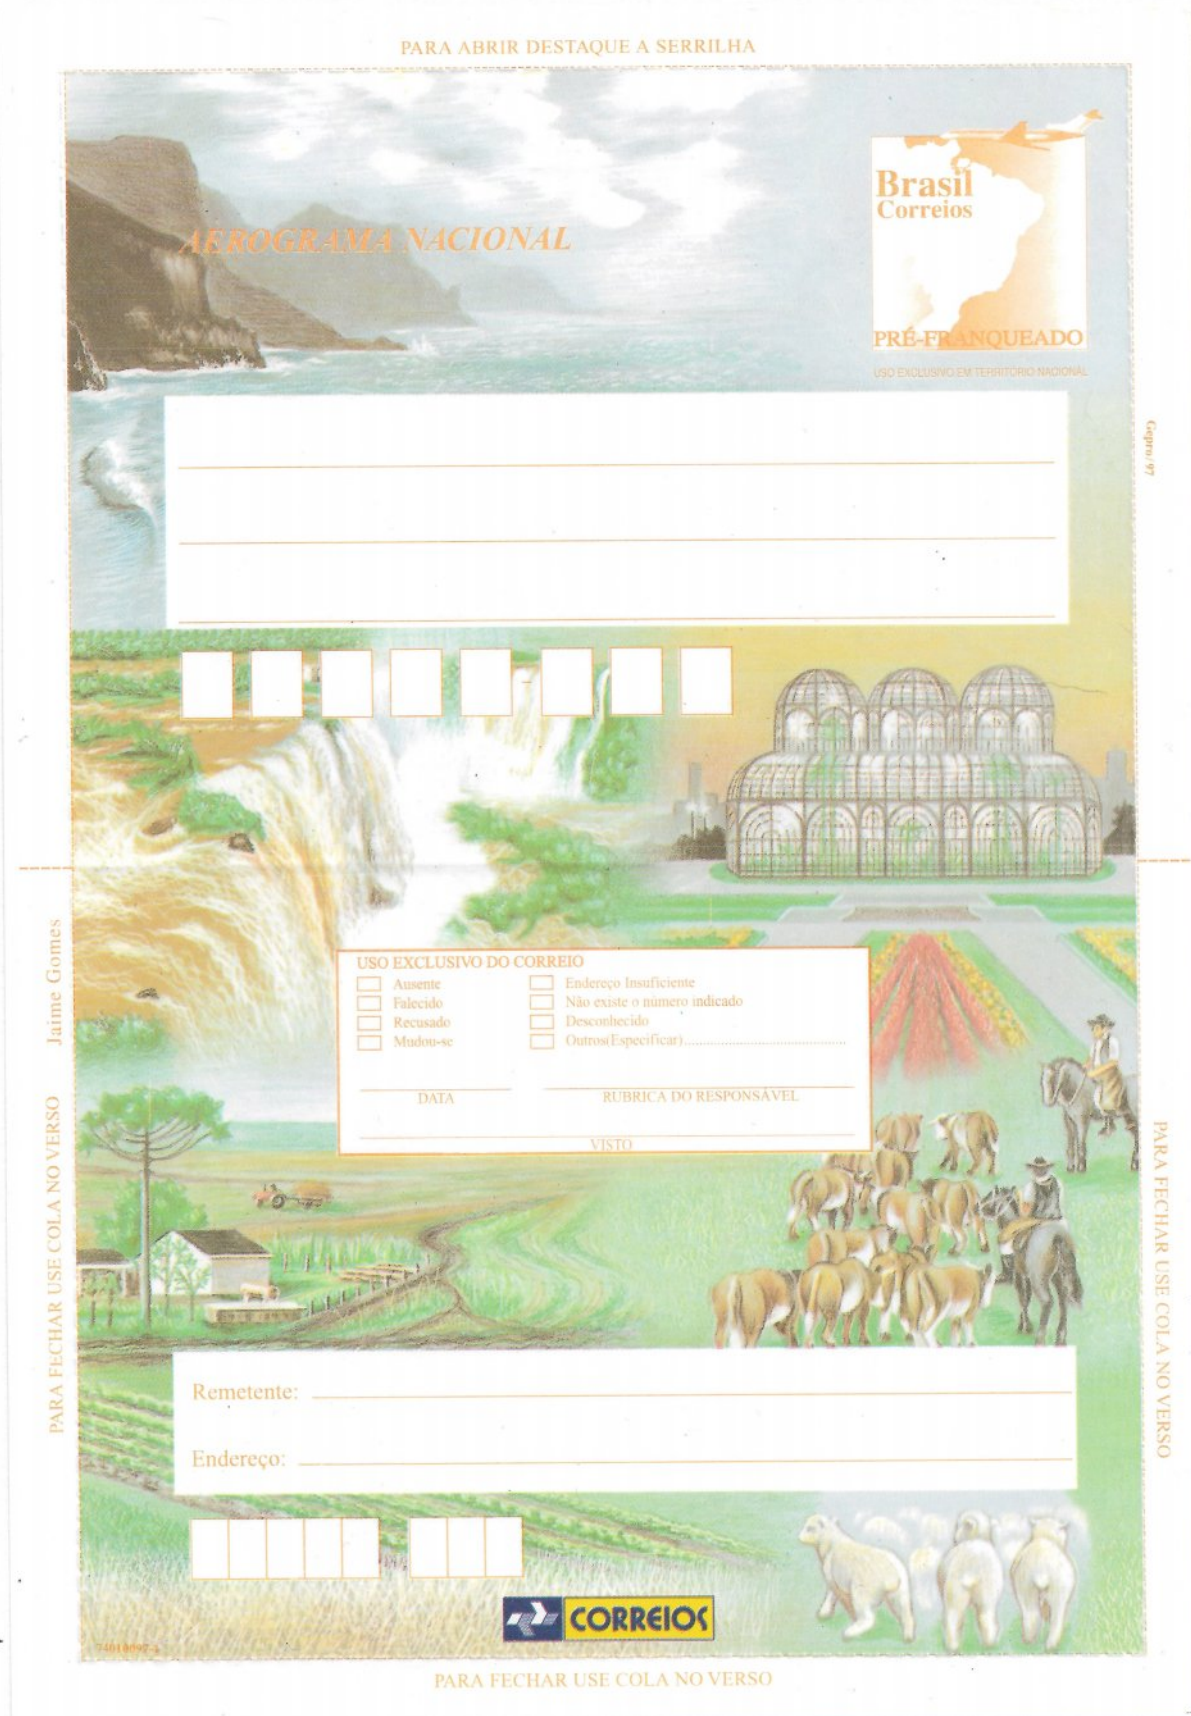 PARA ABRIR DESTAQUE A SERRILHA
Brasil
Correios
AEROGRAMA NACIONAL
PRÉ-FRANQUEADO
USO EXCLUSIVO EM TERRITÓRIO NACIONAL
Gepro/97
Jaime Gomes
USO EXCLUSIVO DO CORREIO
Ausente
Endereço Insuficiente
Falecido
Não existe o número indicado
Recusado
Desconhecido
Mudou-se
Outros(Especificar)
DATA
RUBRICA DO RESPONSÁVEL
VISTO
PARA FECHAR USE COLA NO VERSO
PARA FECHAR USE COLA NO VERSO
Remetente:
Endereço:
CORREIOS
PARA FECHAR USE COLA NO VERSO